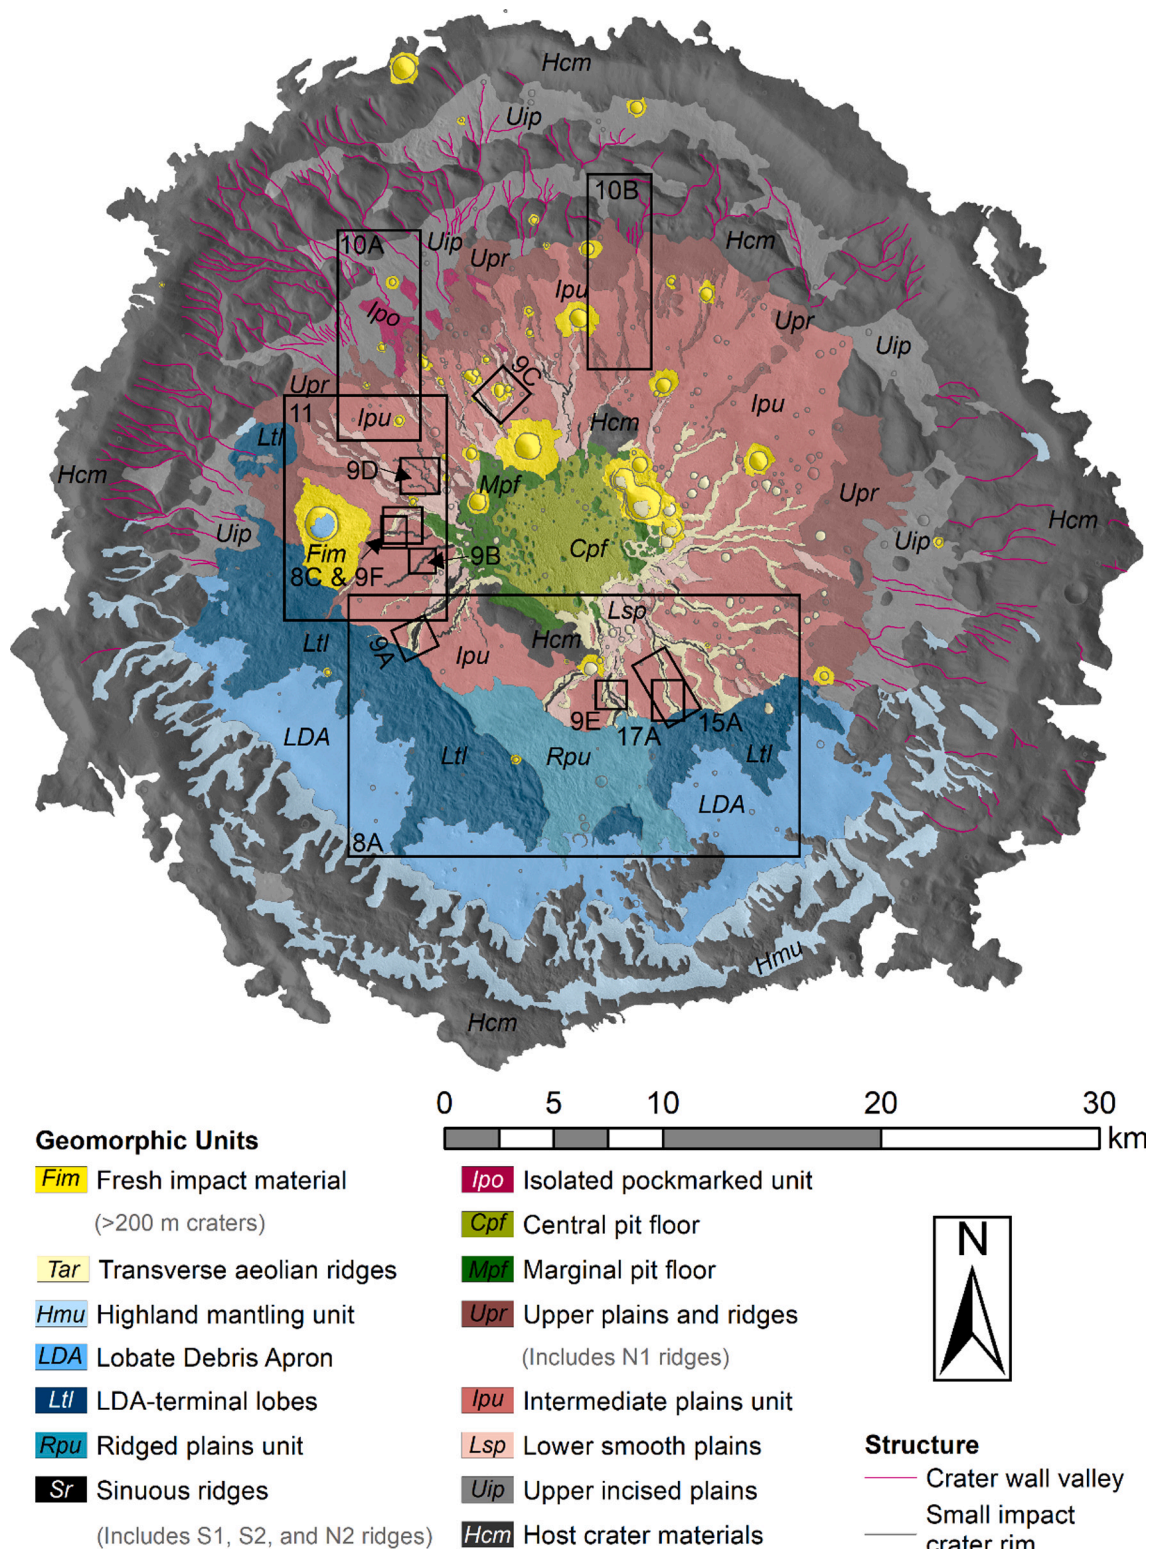 Hcm
Uip
10B
10A
Uip
Upr
Hcm
Ipu
Ipo
Upr
Uip
9C
Upr
11
Ipu
Ipu
Hcm
Ltl
Hcm
9D
Mpf
Upr
Hcm
Uip
Fim
9B
Cpf
Uip
8C & 9F
Lsp
Ltl
9A
Ipu
Hcm
9E
17A
15A
LDA
Ltl
Rpu
Ltl
LDA
8A
Hmu
Hcm
0 5 10 20 30
km
Geomorphic Units
Fim Fresh impact material
(>200 m craters)
Tar Transverse aeolian ridges
Hmu Highland mantling unit
LDA Lobate Debris Apron
Ltl LDA-terminal lobes
Rpu Ridged plains unit
Sr Sinuous ridges
(Includes S1, S2, and N2 ridges)
Ipo Isolated pockmarked unit
Cpf Central pit floor
Mpf Marginal pit floor
Upr Upper plains and ridges
(Includes N1 ridges)
Ipu Intermediate plains unit
Lsp Lower smooth plains
Uip Upper incised plains
Hcm Host crater materials
N
Structure
Crater wall valley
Small impact
crater rim